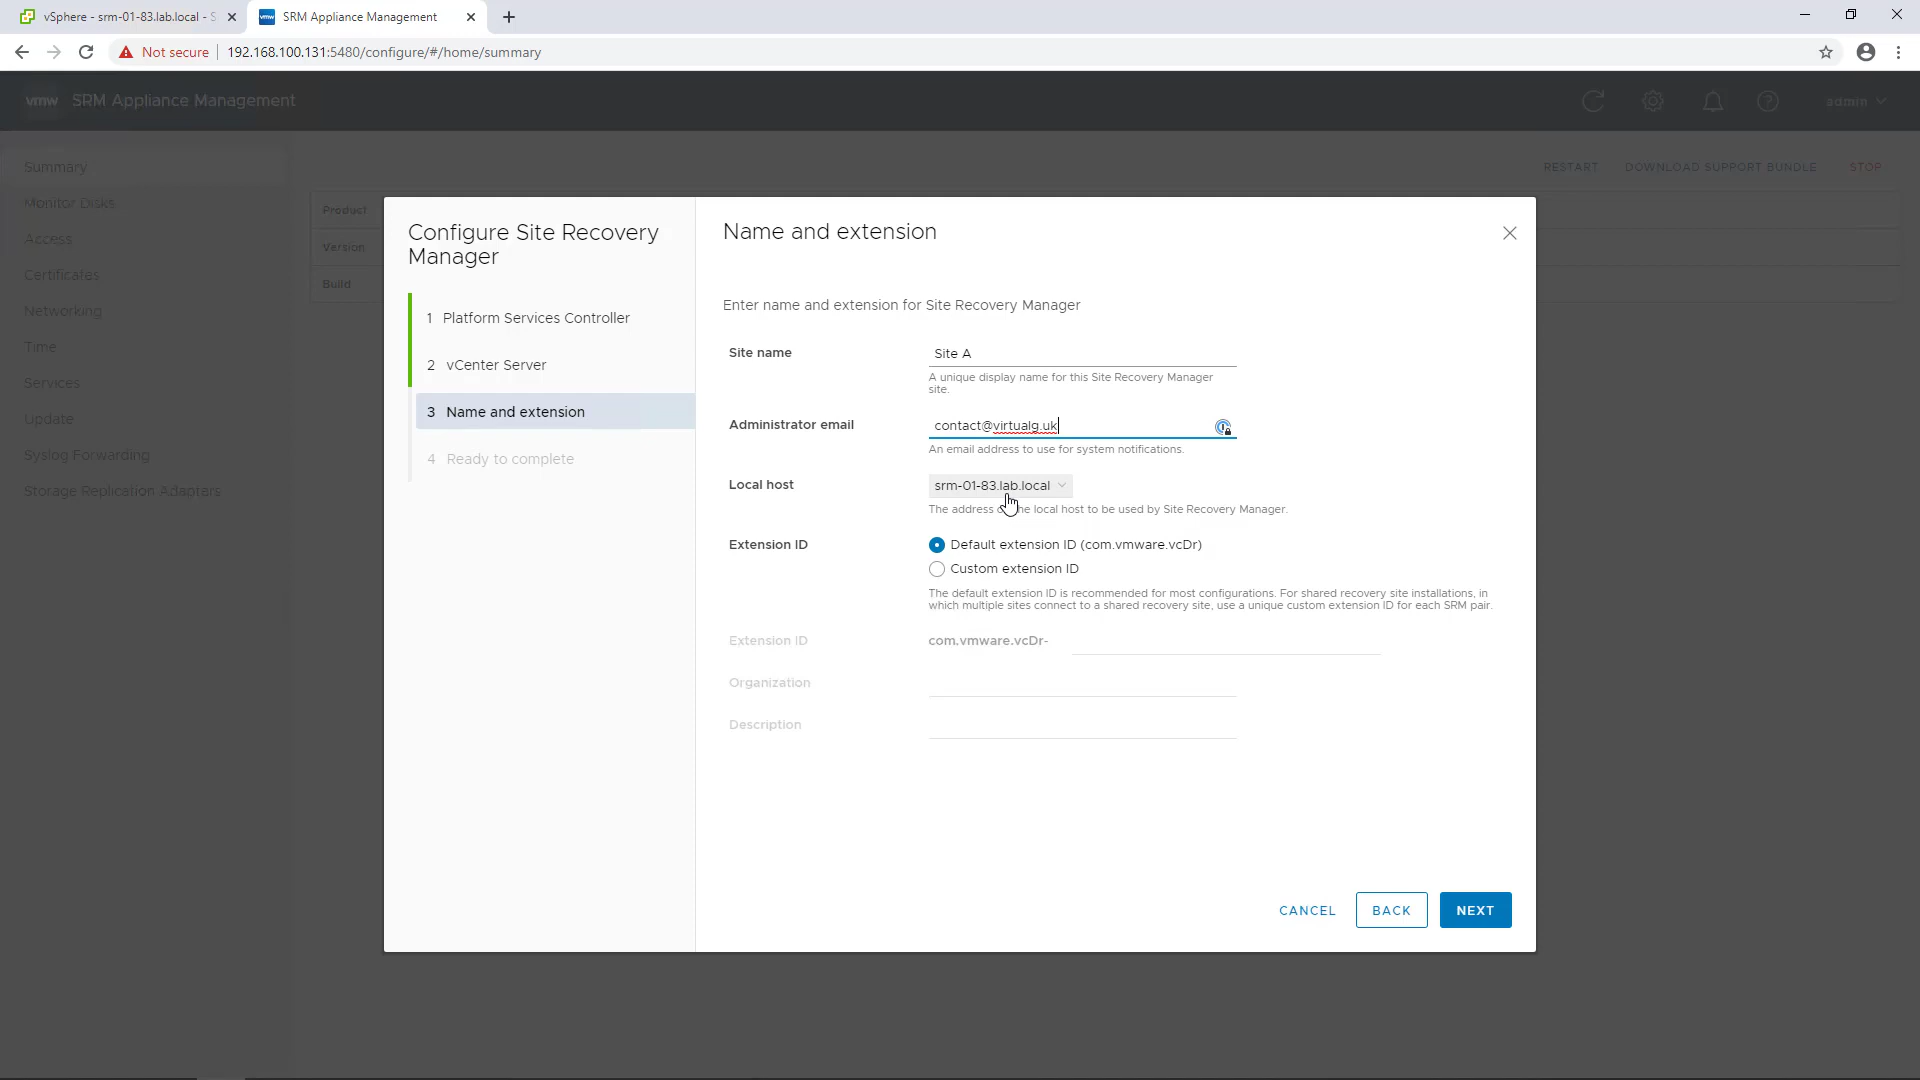 vSphere - srm-01-83.lab.local - S
vmw SRM Appliance Management
Not secure 192.168.100.131:5480/configure/#/home/summary
vmw SRM Appliance Management
admin
Summary
Monitor Disks
Access
Certificates
Networking
Time
Services
Update
Syslog Forwarding
Storage Replication Adapters
RESTART DOWNLOAD SUPPORT BUNDLE STOP
Product
Version
Build
Configure Site Recovery
Manager
1 Platform Services Controller
2 vCenter Server
3 Name and extension
4 Ready to complete
Name and extension
Enter name and extension for Site Recovery Manager
Site name Site A
A unique display name for this Site Recovery Manager
site.
Administrator email contact@virtualg.uk
An email address to use for system notifications.
Local host srm-01-83.lab.local
The address of the local host to be used by Site Recovery Manager.
Extension ID Default extension ID (com.vmware.vcDr)
Custom extension ID
The default extension ID is recommended for most configurations. For shared recovery site installations, in
which multiple sites connect to a shared recovery site, use a unique custom extension ID for each SRM pair.
Extension ID com.vmware.vcDr-
Organization
Description
CANCEL BACK NEXT